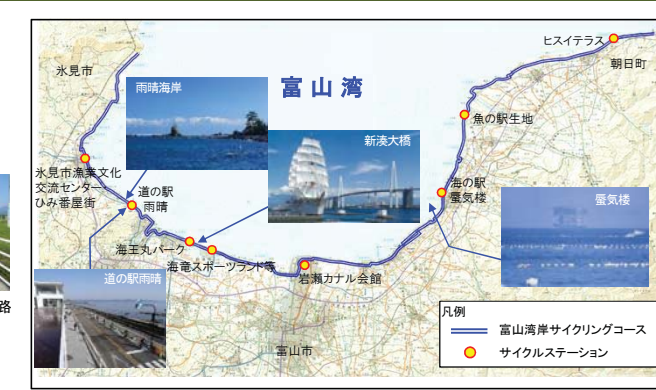 ヒスイテラス
朝日町
氷見市
雨晴海岸
富山湾
魚の駅生地
新湊大橋
氷見市漁業文化
交流センター・
ひみ番屋街
道の駅
雨晴
海の駅
蜃気楼
蜃気楼
海王丸パーク
海竜スポーツランド等
岩瀬カナル会館
道の駅雨晴
路
富山市
凡例
富山湾岸サイクリングコース
サイクルステーション